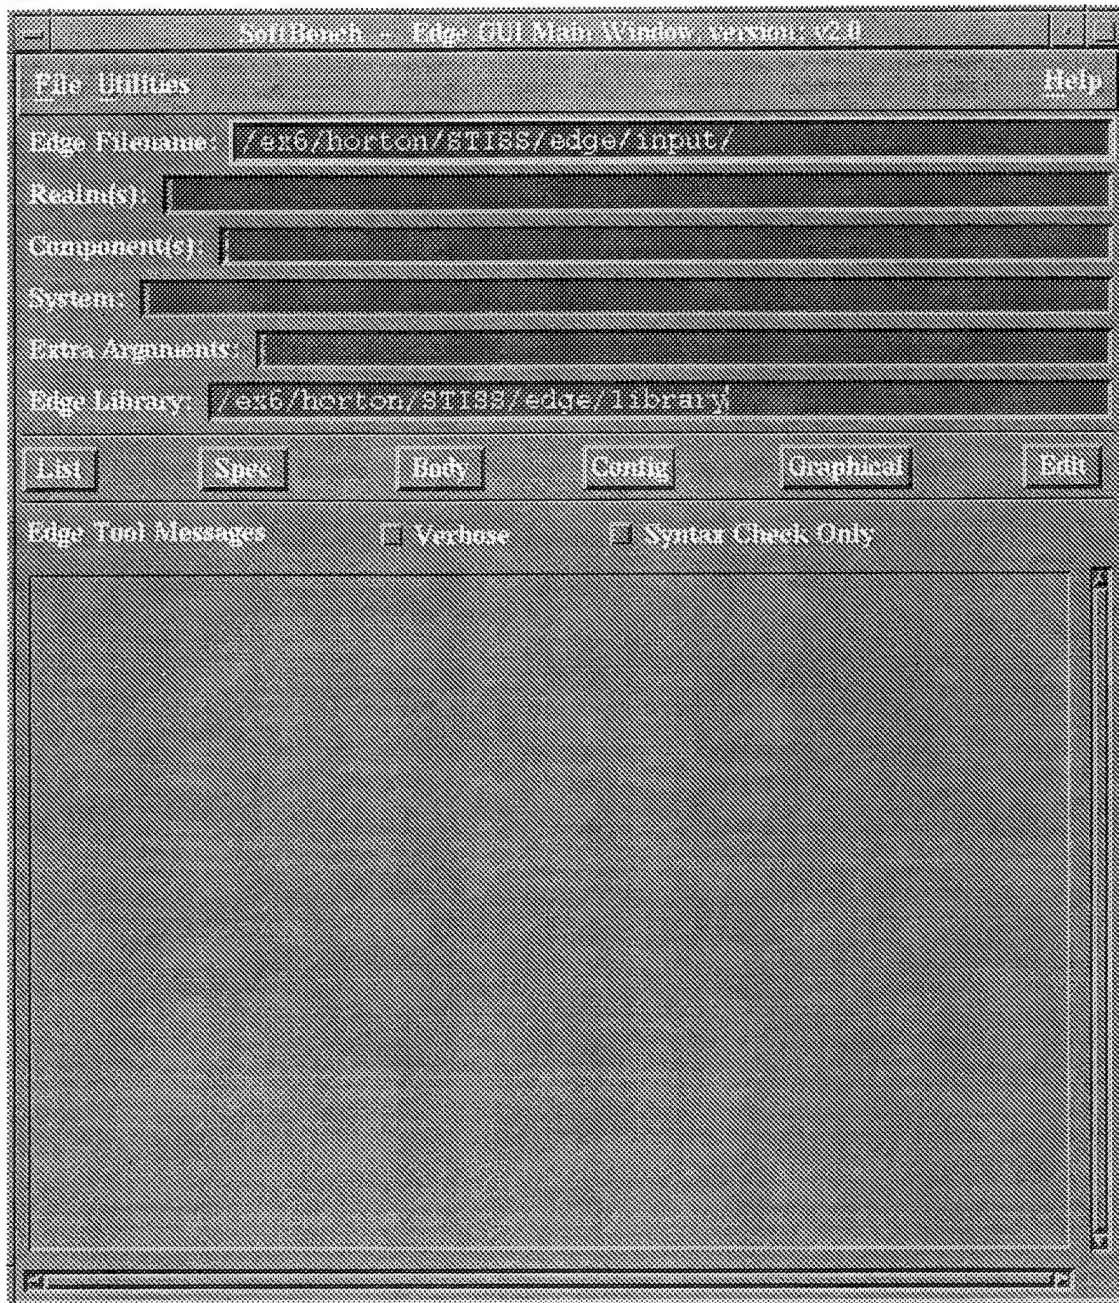 SoftBench - Edge GUI Main Window version: v2.0
File Utilities Help
Edge Filename: /ex6/horton/STISS/edge/input/
Realm(s):
Component(s):
System:
Extra Arguments:
Edge Library: /ex6/horton/STISS/edge/library
List Spec Body Config Graphical Edit
Edge Tool Messages Verbose Syntax Check Only